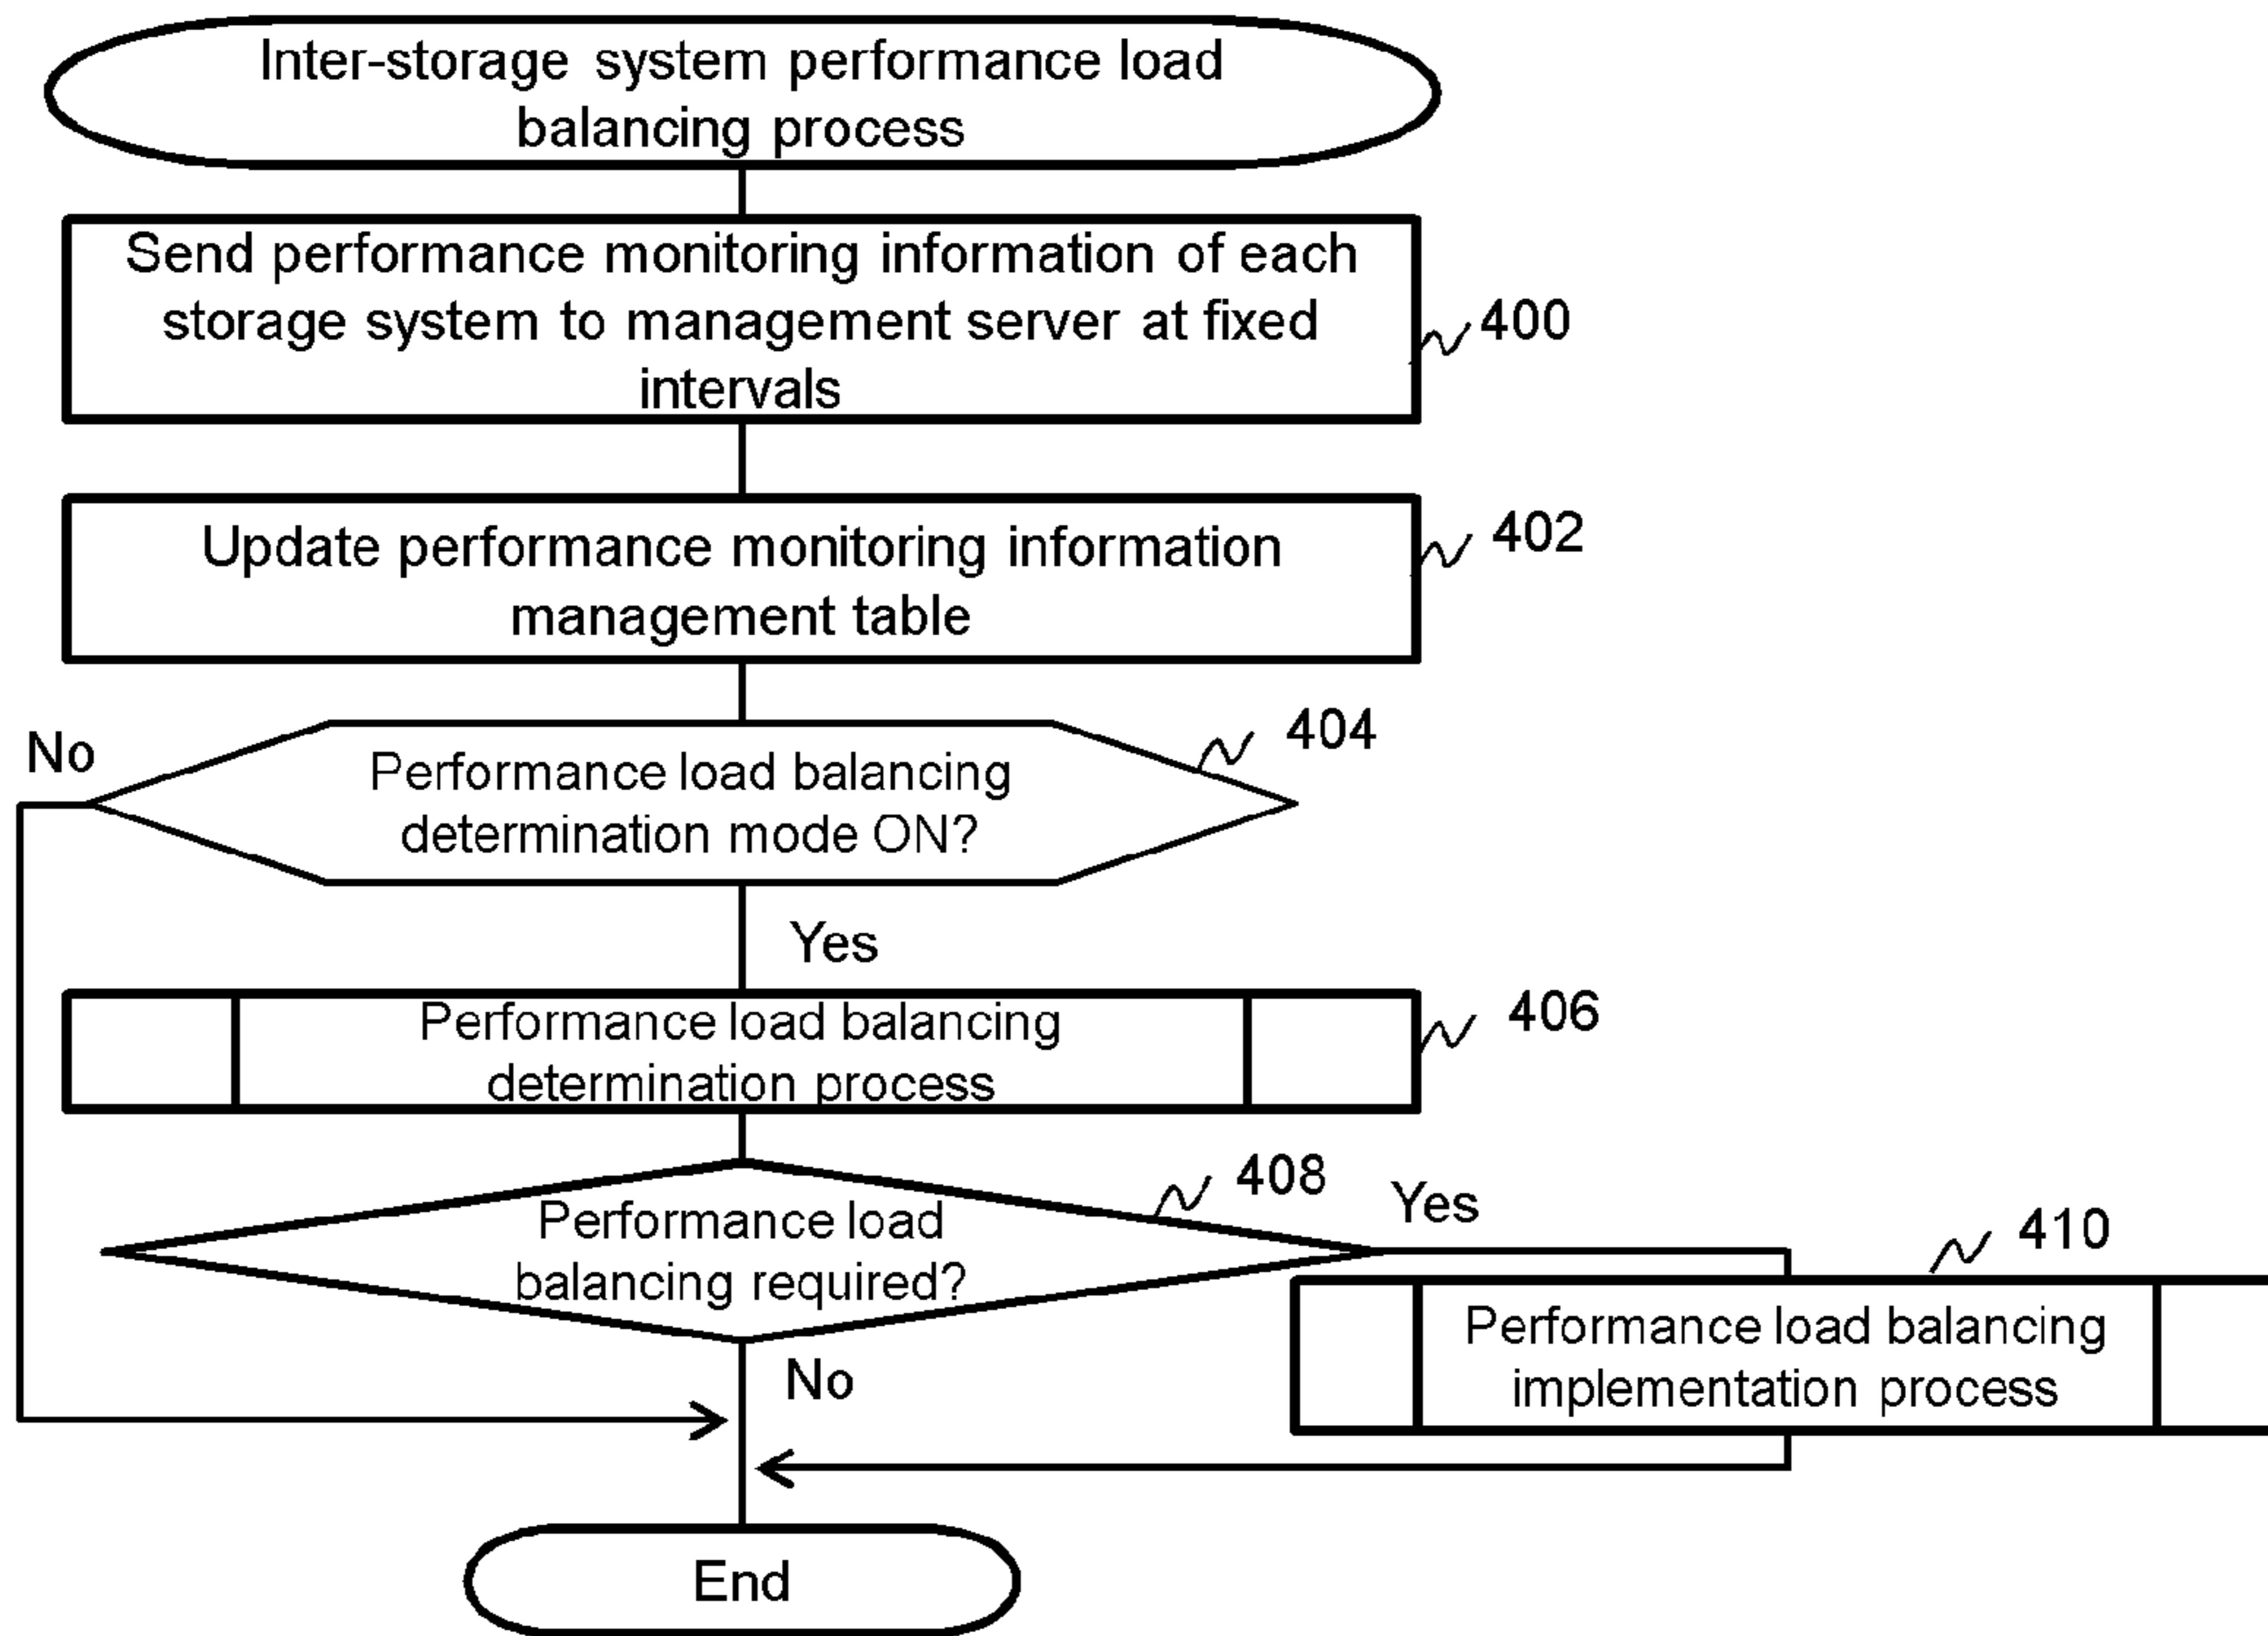 Inter-storage system performance load
balancing process
Send performance monitoring information of each
storage system to management server at fixed
intervals
400
Update performance monitoring information
management table
402
404
No
Performance load balancing
determination mode ON?
Yes
Performance load balancing
determination process
406
408
Performance load
balancing required?
Yes
410
Performance load balancing
implementation process
No
End